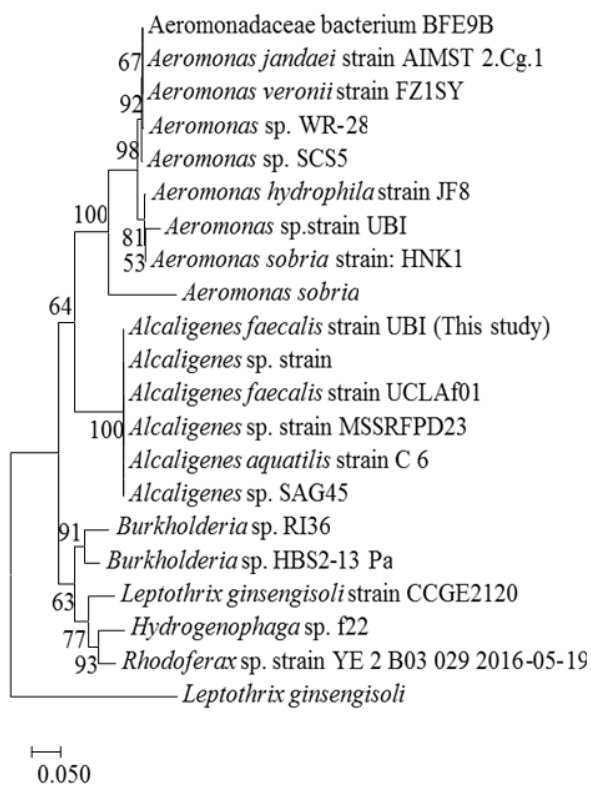 Aeromonadaceae bacterium BFE9B
67 Aeromonas jandaei strain AIMST 2.Cg.1
Aeromonas veronii strain FZ1SY
92
Aeromonas sp. WR-28
98 Aeromonas sp. SCS5
Aeromonas hydrophila strain JF8
100
Aeromonas sp.strain UBI
81
53 Aeromonas sobria strain: HNK1
Aeromonas sobria
64
Alcaligenes faecalis strain UBI (This study)
Alcaligenes sp. strain
Alcaligenes faecalis strain UCLAf01
100 Alcaligenes sp. strain MSSRFPD23
Alcaligenes aquatilis strain C 6
Alcaligenes sp. SAG45
91 Burkholderia sp. RI36
Burkholderia sp. HBS2-13 Pa
63 Leptothrix ginsengisoli strain CCGE2120
77 Hydrogenophaga sp. f22
93 Rhodoferax sp. strain YE 2 B03 029 2016-05-19
Leptothrix ginsengisoli
0.050